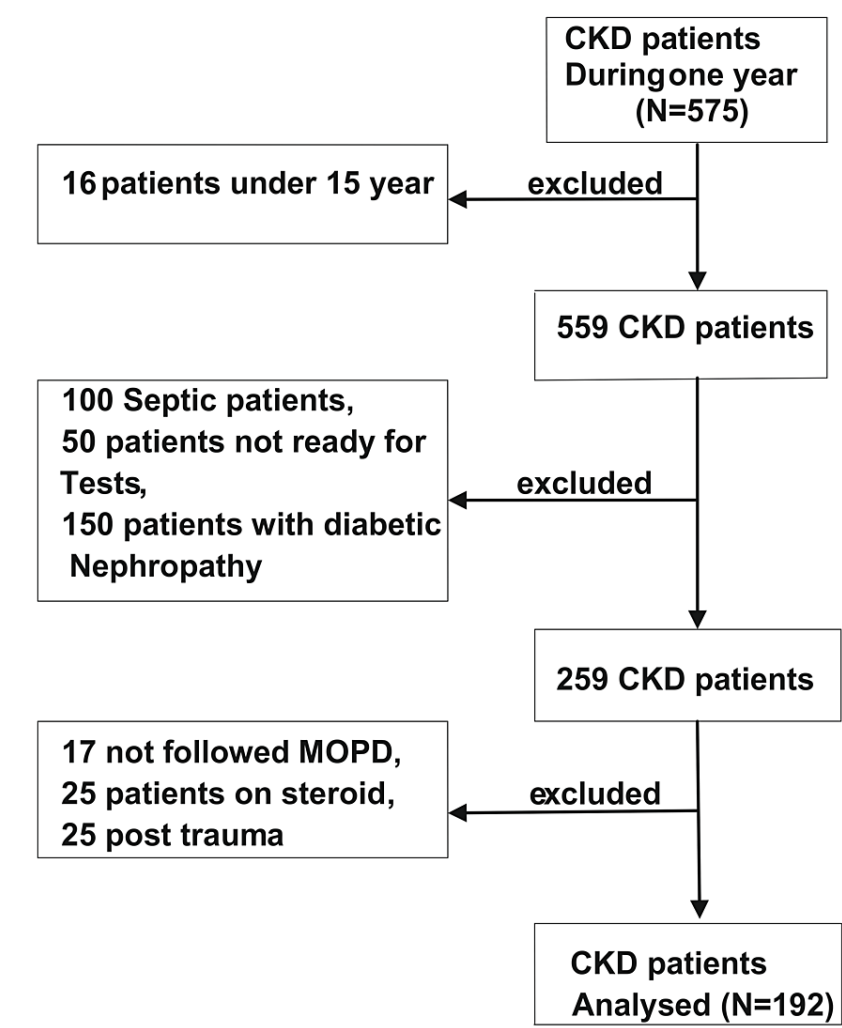 CKD patients
Duringone year
(N=575)
16 patients under 15 year
excluded
559 CKD patients
100 Septic patients,
50 patients not ready for
Tests,
150 patients with diabetic
Nephropathy
excluded
259 CKD patients
17 not followed MOPD,
25 patients on steroid,
25 post trauma
excluded
CKD patients
Analysed (N=192)